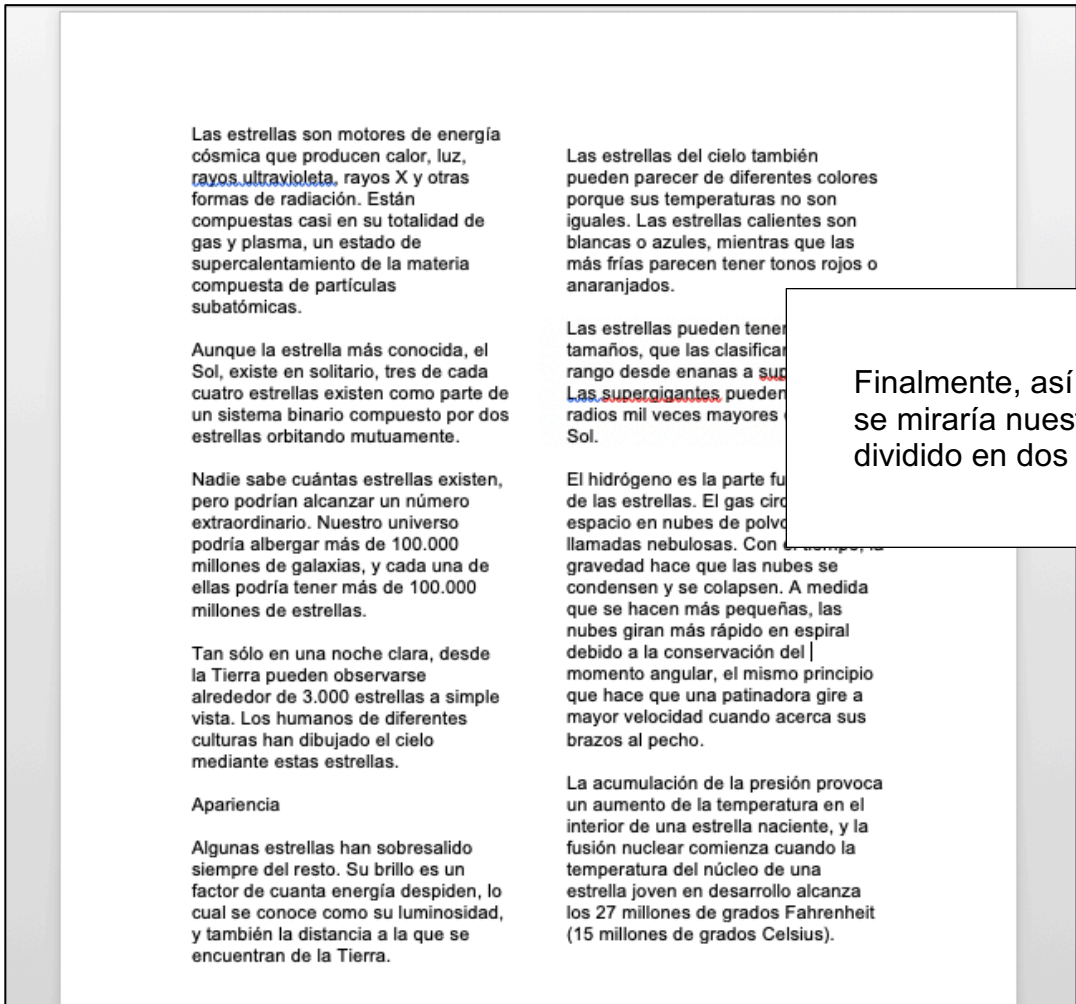 Las estrellas son motores de energía
cósmica que producen calor, luz,
rayos ultravioleta, rayos X y otras
formas de radiación. Están
compuestas casi en su totalidad de
gas y plasma, un estado de
supercalentamiento de la materia
compuesta de partículas
subatómicas.
Aunque la estrella más conocida, el
Sol, existe en solitario, tres de cada
cuatro estrellas existen como parte de
un sistema binario compuesto por dos
estrellas orbitando mutuamente.
Nadie sabe cuántas estrellas existen,
pero podrían alcanzar un número
extraordinario. Nuestro universo
podría albergar más de 100.000
millones de galaxias, y cada una de
ellas podría tener más de 100.000
millones de estrellas.
Tan sólo en una noche clara, desde
la Tierra pueden observarse
alrededor de 3.000 estrellas a simple
vista. Los humanos de diferentes
culturas han dibujado el cielo
mediante estas estrellas.
Apariencia
Algunas estrellas han sobresalido
siempre del resto. Su brillo es un
factor de cuanta energía despiden, lo
cual se conoce como su luminosidad,
y también la distancia a la que se
encuentran de la Tierra.
Las estrellas del cielo también
pueden parecer de diferentes colores
porque sus temperaturas no son
iguales. Las estrellas calientes son
blancas o azules, mientras que las
más frías parecen tener tonos rojos o
anaranjados.
Las estrellas pueden tener
tamaños, que las clasifican
rango desde enanas a
Las supergigantes pueden
radios mil veces mayores
Sol.
El hidrógeno es la parte
de las estrellas. El gas
espacio en nubes de polvo
llamadas nebulosas. Con
gravedad hace que las nubes se
condensen y se colapsen. A medida
que se hacen más pequeñas, las
nubes giran más rápido en espiral
debido a la conservación del
momento angular, el mismo principio
que hace que una patinadora gire a
mayor velocidad cuando acerca sus
brazos al pecho.
La acumulación de la presión provoca
un aumento de la temperatura en el
interior de una estrella naciente, y la
fusión nuclear comienza cuando la
temperatura del núcleo de una
estrella joven en desarrollo alcanza
los 27 millones de grados Fahrenheit
(15 millones de grados Celsius).
Finalmente, así
se miraría
dividido en dos